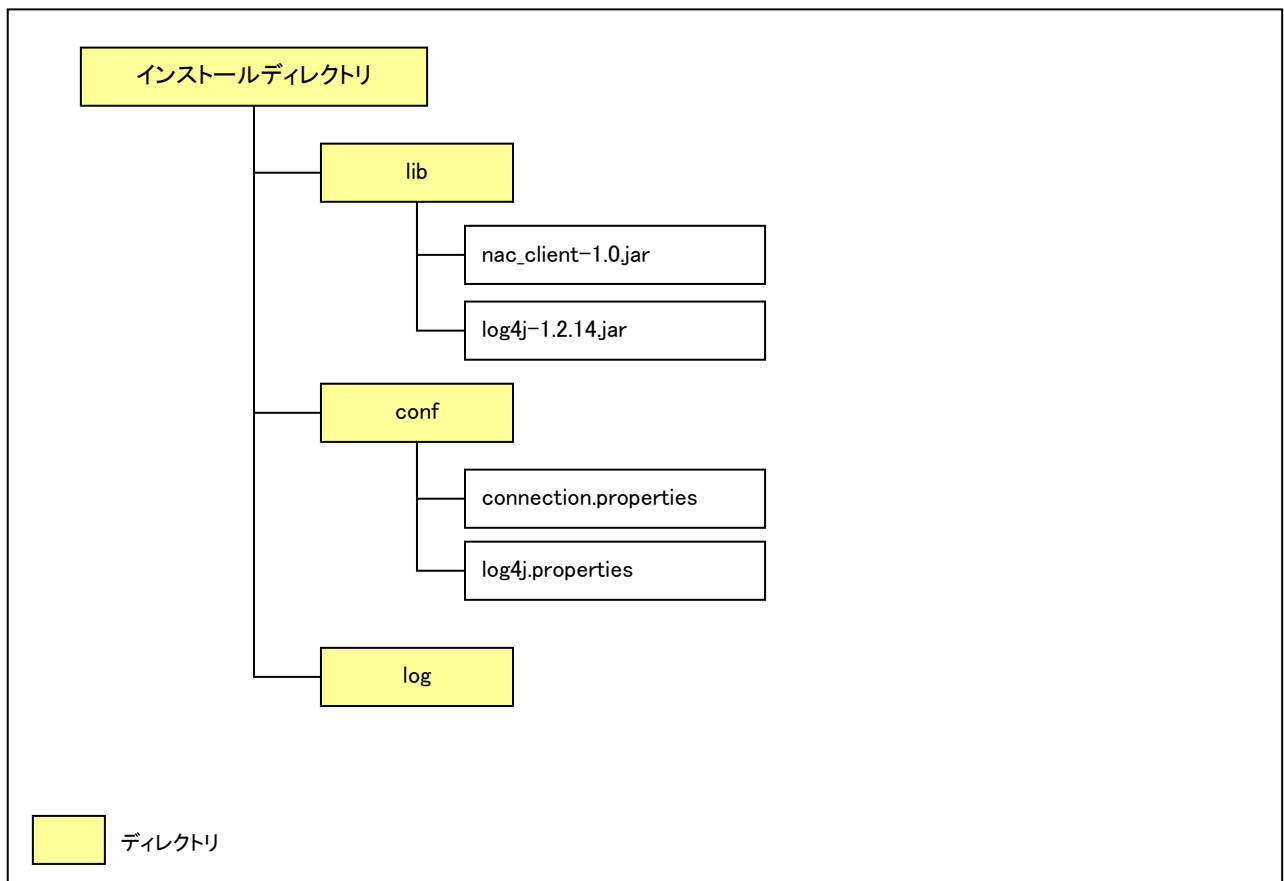 インストールディレクトリ
lib
nac_client-1.0.jar
log4j-1.2.14.jar
conf
connection.properties
log4j.properties
log
ディレクトリ